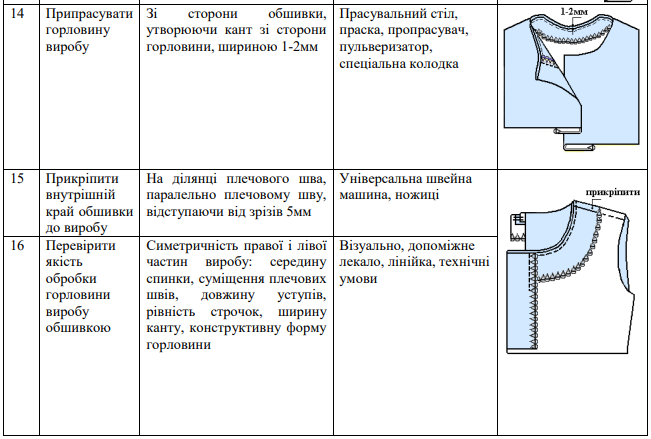 14
Припрасувати
горловину
виробу
Зі сторони обшивки,
утворюючи кант зі сторони
горловини, шириною 1-2мм
Прасувальний стіл,
праска, пропрасувач,
пульверизатор,
спеціальна колодка
1-2мм
15
Прикріпити
внутрішній
край обшивки
до виробу
На ділянці плечового шва,
паралельно плечовому шву,
відступаючи від зрізів 5мм
Універсальна швейна
машина, ножиці
прикріпити
16
Перевірити
якість
обробки
горловини
виробу
обшивкою
Симетричність правої і лівої
частин виробу: середину
спинки, суміщення плечових
швів, довжину уступів,
рівність строчок, ширину
канту, конструктивну форму
горловини
Візуально, допоміжне
лекало, лінійка, технічні
умови